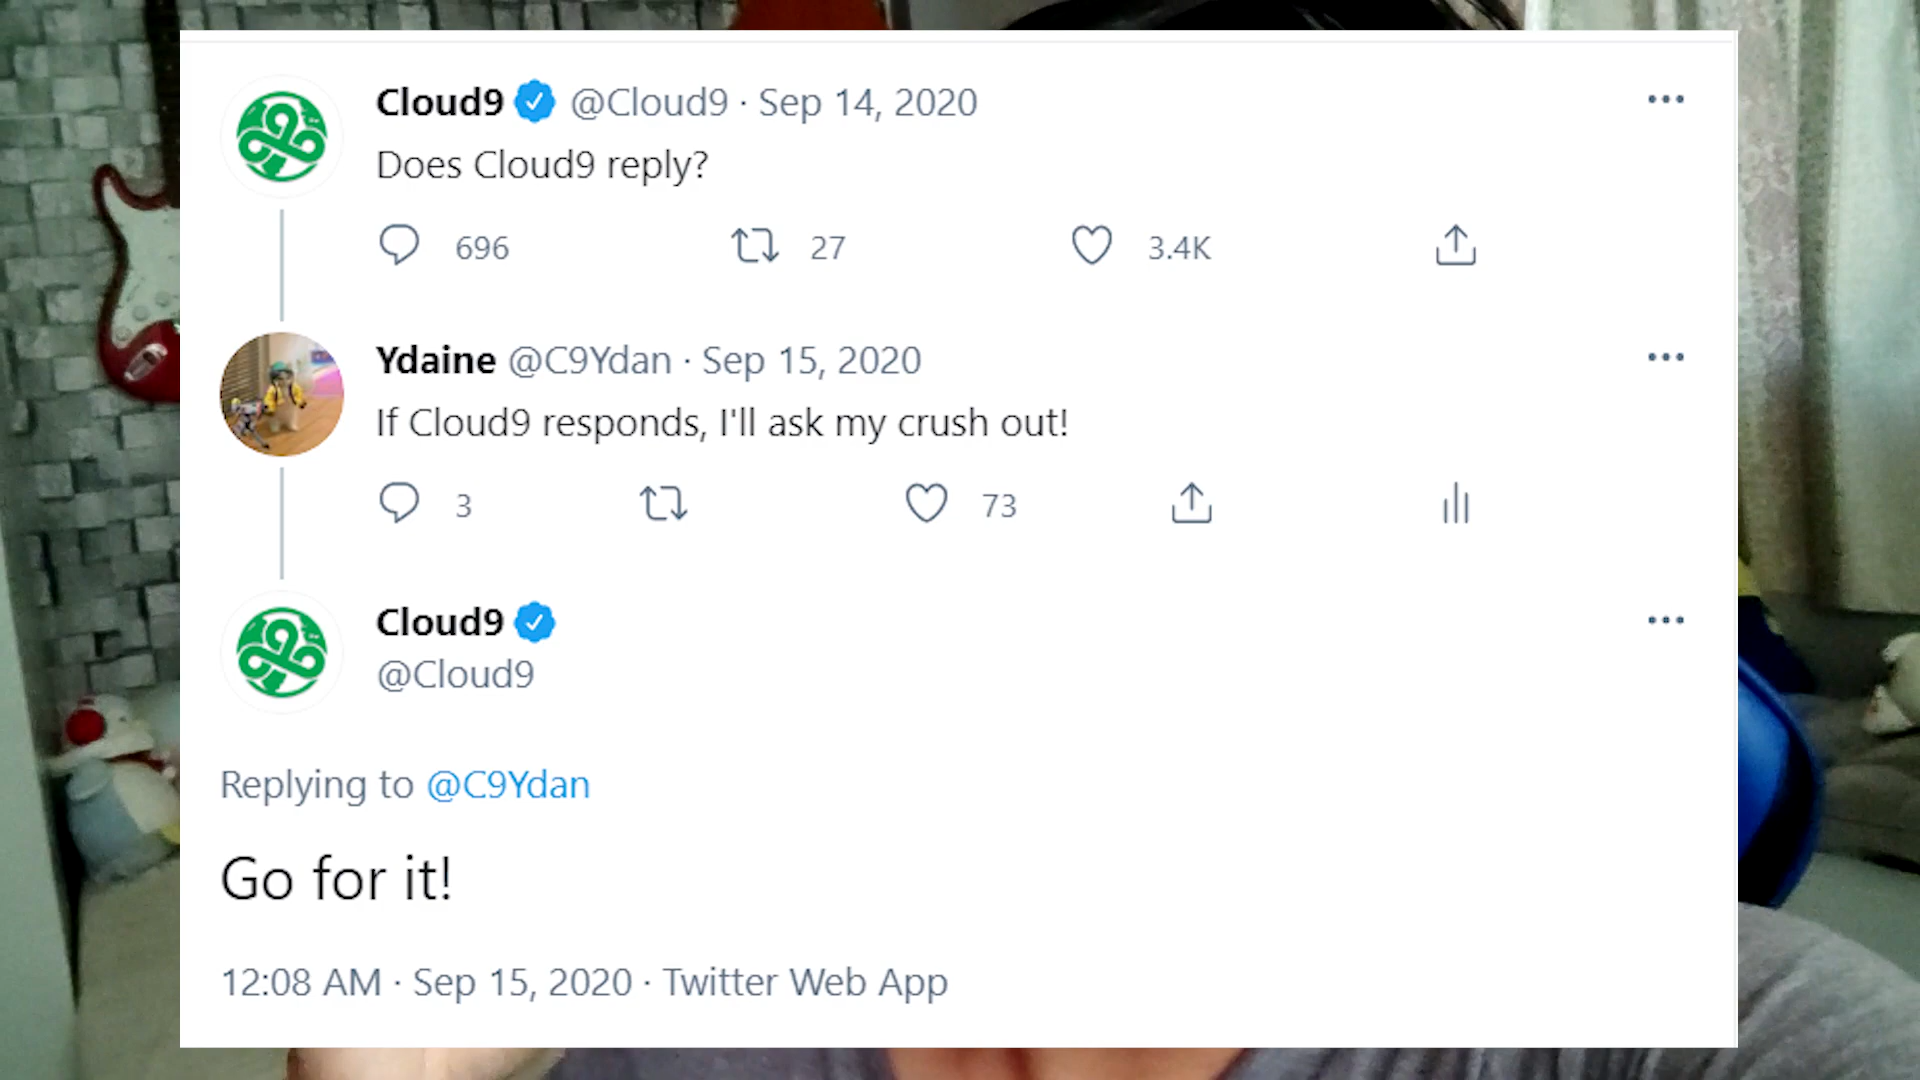 Cloud9 @Cloud9 · Sep 14, 2020
Does Cloud9 reply?
696 27 3.4K
Ydaine @C9Ydan · Sep 15, 2020
If Cloud9 responds, I'll ask my crush out!
3 73
Cloud9
@Cloud9
Replying to @C9Ydan
Go for it!
12:08 AM · Sep 15, 2020 · Twitter Web App